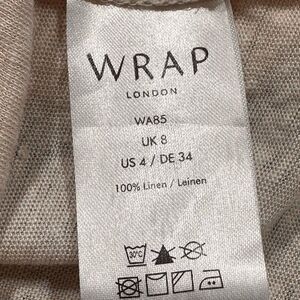 WRAP
LONDON
WA85
UK 8
US 4 / DE 34
100% Linen / Leinen
30°C